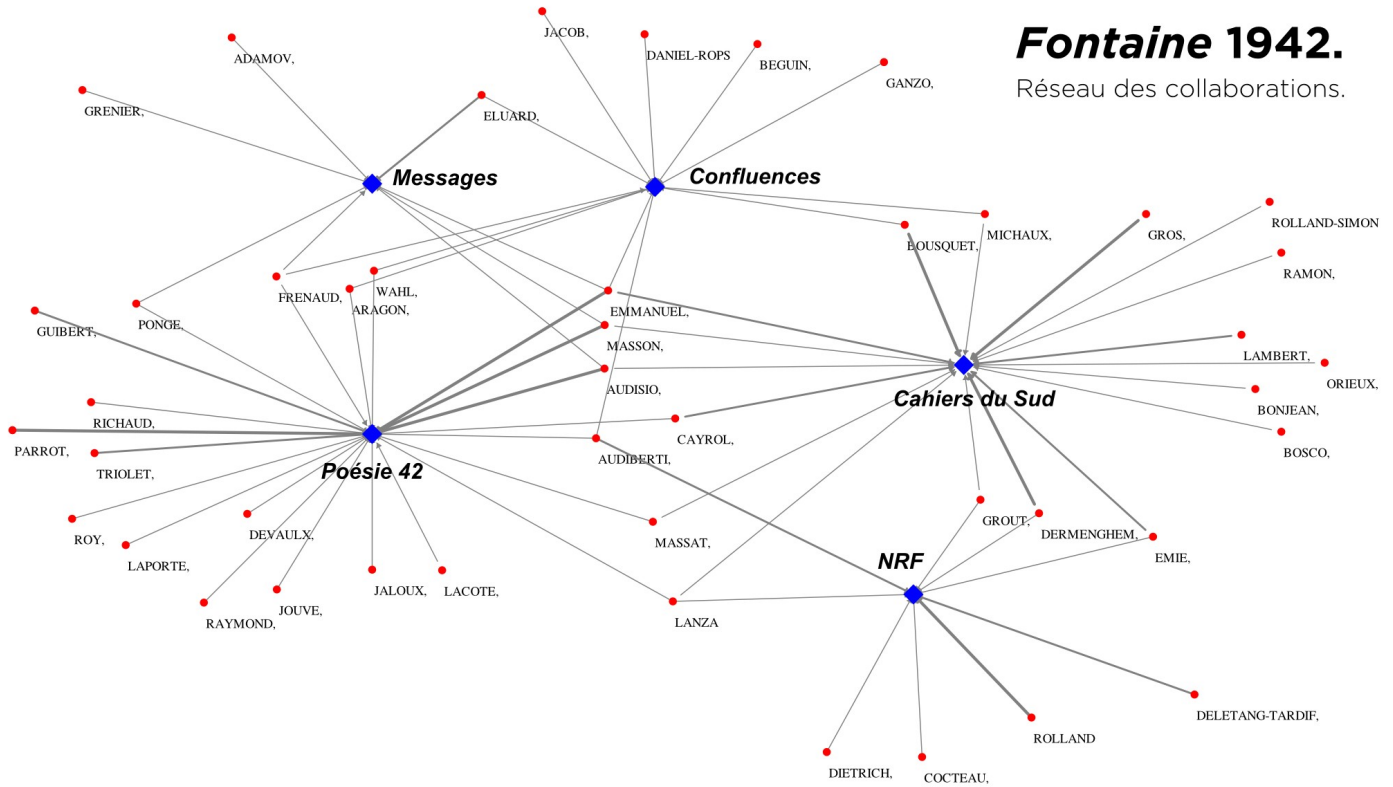 Fontaine 1942.
Réseau des collaborations.
JACOB,
DANIEL-ROPS
ADAMOV,
BEGUIN,
GANZO,
GRENIER,
ELUARD,
Messages
Confluences
ROLLAND-SIMON
MICHAUX,
GROS,
BOUSQUET,
RAMON,
WAHL,
FRENAUD,
ARAGON,
EMMANUEL,
PONGE,
GUIBERT,
MASSON,
LAMBERT,
ORIEUX,
AUDISIO,
Cahiers du Sud
BONJEAN,
RICHAUD,
CAYROL,
PARROT,
BOSCO,
AUDIBERTI,
TRIOLET,
Poésie 42
GROUT,
DEVAULX,
DERMENGHEM,
ROY,
MASSAT,
EMIE,
NRF
LAPORTE,
JALOUX,
LACOTE,
JOUVE,
RAYMOND,
LANZA
DELETANG-TARDIF,
ROLLAND
DIETRICH,
COCTEAU,